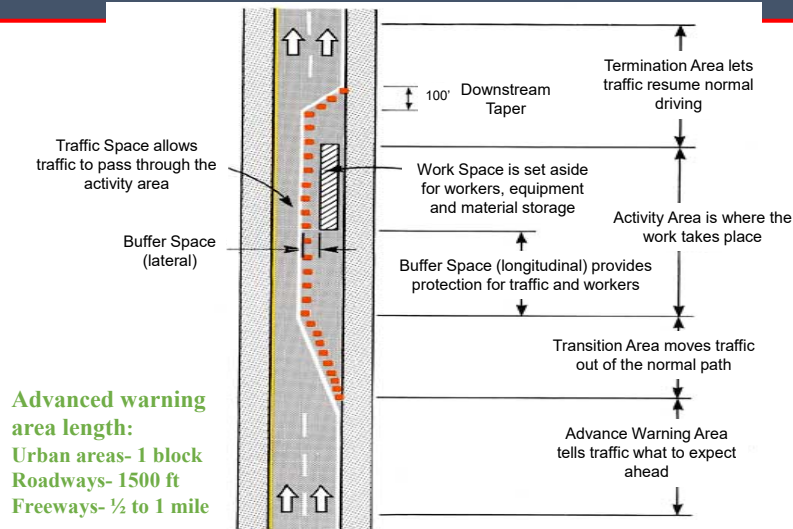 Termination Area lets
traffic resume normal
driving
100'
Downstream
Taper
Traffic Space allows
traffic to pass through the
activity area
Work Space is set aside
for workers, equipment
and material storage
Activity Area is where the
work takes place
Buffer Space
(lateral)
Buffer Space (longitudinal) provides
protection for traffic and workers
Transition Area moves traffic
out of the normal path
Advanced warning
area length:
Urban areas- 1 block
Roadways- 1500 ft
Freeways- ½ to 1 mile
Advance Warning Area
tells traffic what to expect
ahead